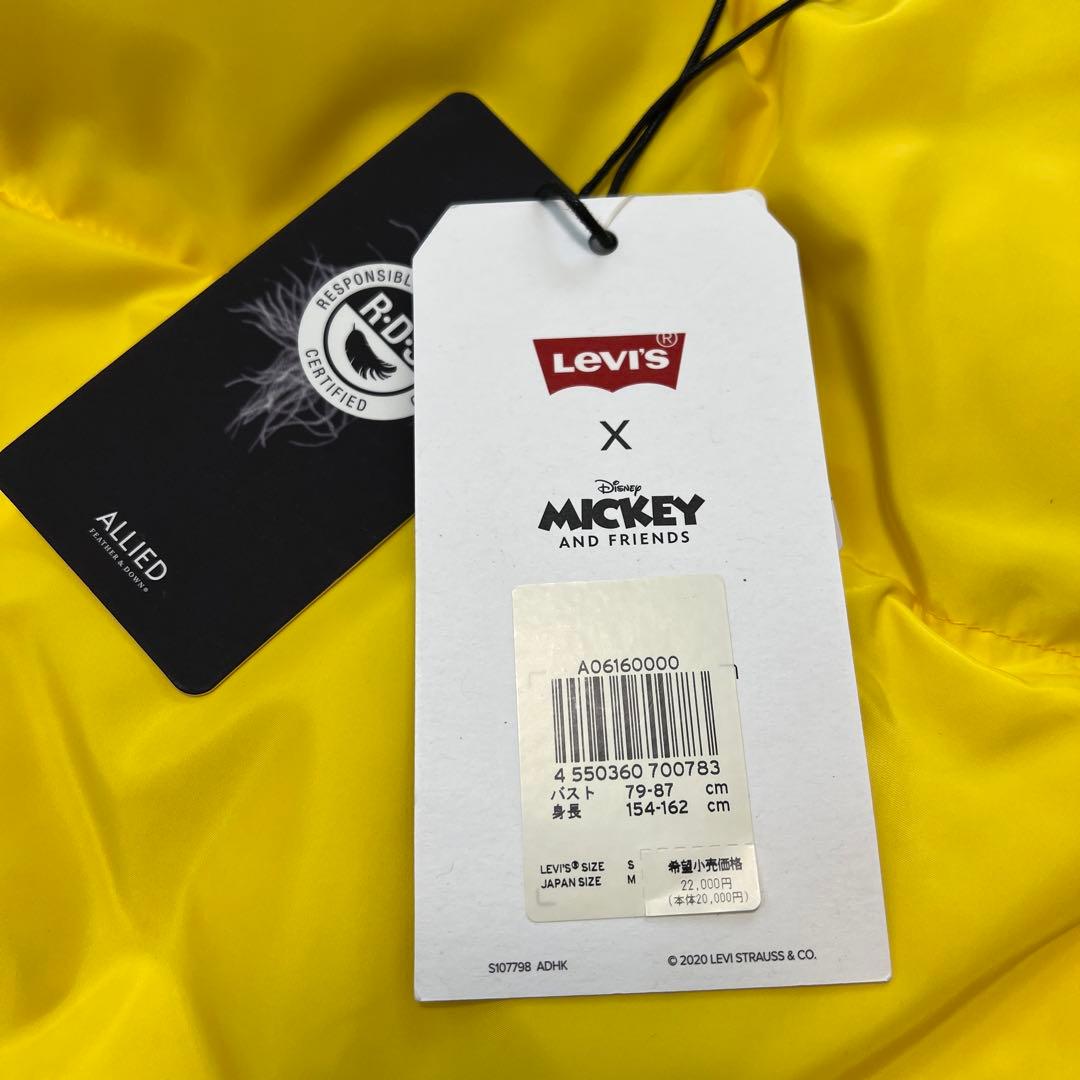 RESPONSIBL
R·D·S
CERTIFIED
ALLIED
FEATHER & DOWN®
LEVI'S®
X
Disney
MICKEY
AND FRIENDS
A06160000
4 550360 700783
バスト 79-87 cm
身長 154-162 cm
LEVI'S® SIZE S
JAPAN SIZE M
希望小売価格
22,000円
(本体20,000円)
S107798 ADHK
© 2020 LEVI STRAUSS & CO.